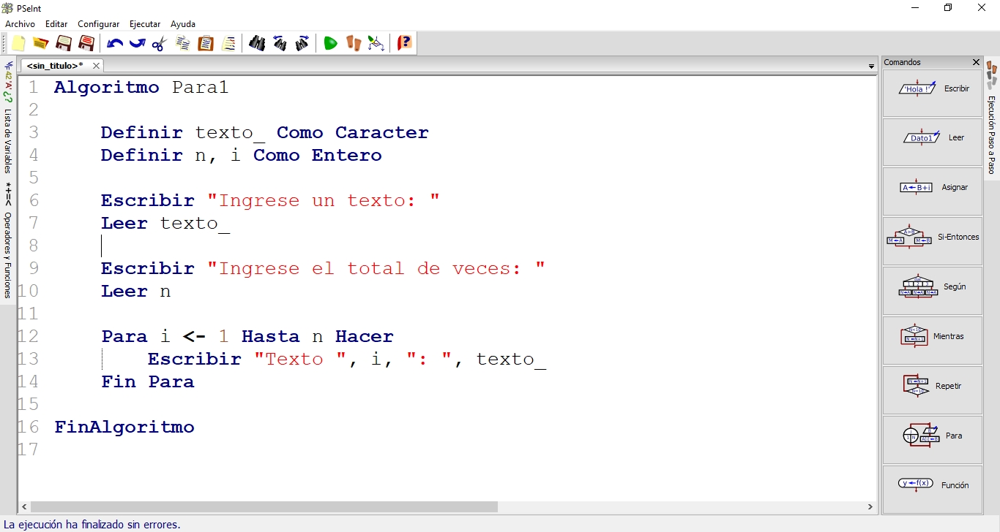 PSeInt
Archivo Editar Configurar Ejecutar Ayuda
<sin_titulo>*
1 Algoritmo Para1
2
3 Definir texto_ Como Caracter
4 Definir n, i Como Entero
5
6 Escribir "Ingrese un texto: "
7 Leer texto_
8
9 Escribir "Ingrese el total de veces: "
10 Leer n
11
12 Para i <- 1 Hasta n Hacer
13 Escribir "Texto ", i, ": ", texto_
14 Fin Para
15
16 FinAlgoritmo
17
Lista de Variables
*+=< Operadores y Funciones
Comandos
'Hola !' Escribir
Dato1 Leer
A←B+i Asignar
A>B M←A M←B Si-Entonces
Según
Mientras
Repetir
Para
y←f(x) Función
Ejecución Paso a Paso
La ejecución ha finalizado sin errores.